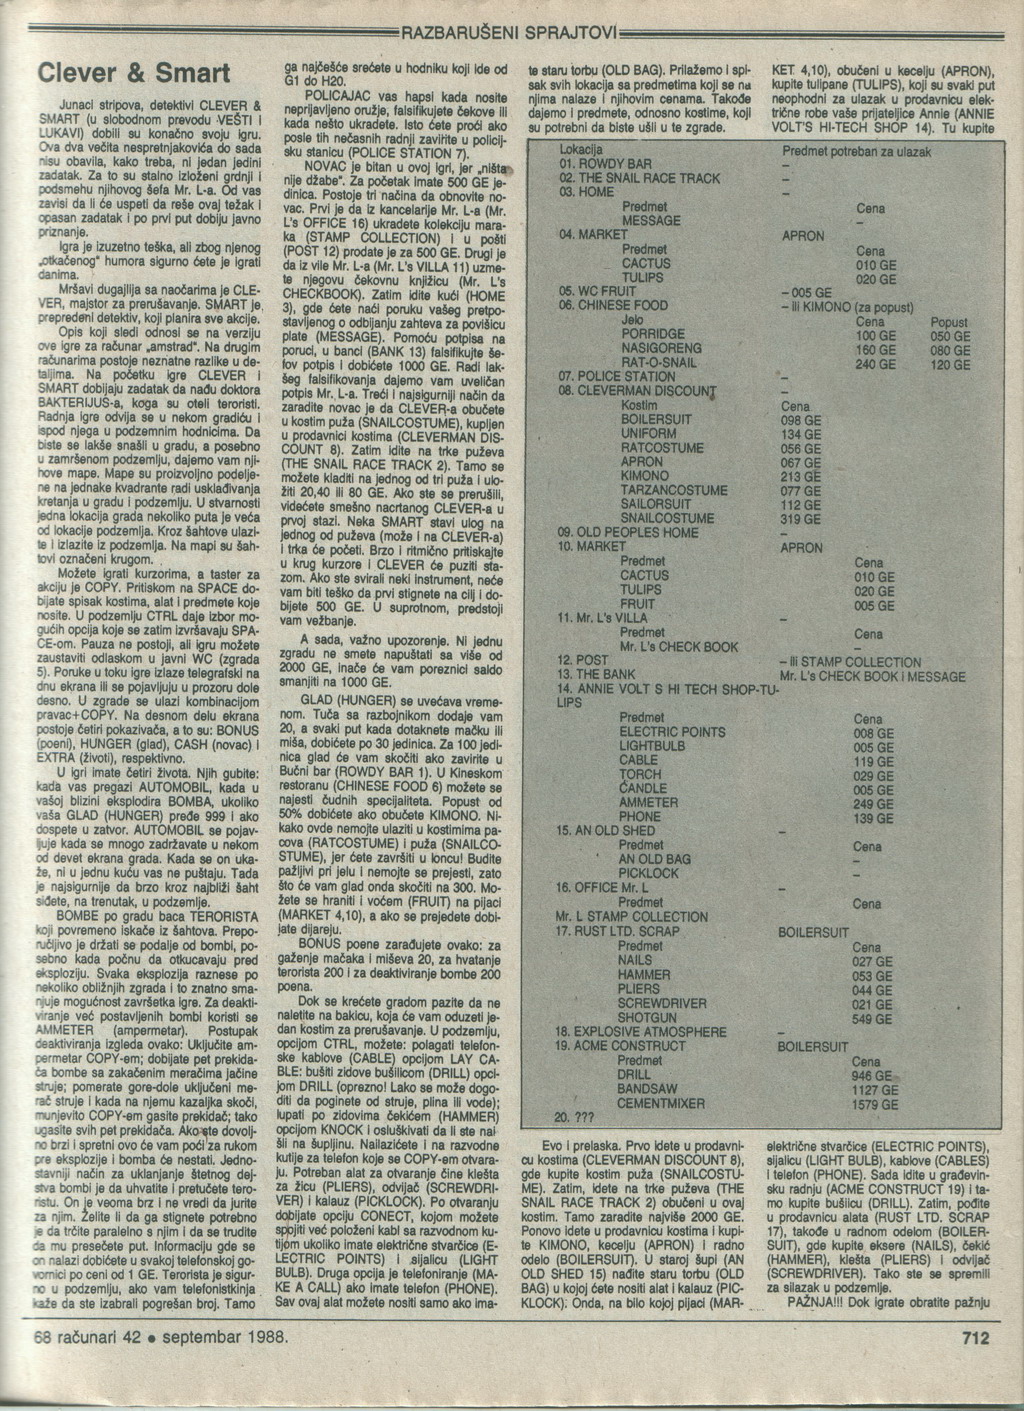 RAZBARUŠENI SPRAJTOVI
Clever & Smart
Junaci stripova, detektivi CLEVER &
SMART (u slobodnom prevodu VEŠTI I
LUKAVI) dobili su konačno svoju igru.
Ova dva večita nespretnjakovića do sada
nisu obavila, kako treba, ni jedan jedini
zadatak. Za to su stalno izloženi grdnji i
podsmehu njihovog šefa Mr. L-a. Od vas
zavisi da li će uspeti da reše ovaj težak i
opasan zadatak i po prvi put dobiju javno
priznanje.
Igra je izuzetno teška, ali zbog njenog
„otkačenog" humora sigurno ćete je igrati
danima.
Mršavi dugajlija sa naočarima je CLE-
VER, majstor za prerušavanje. SMART je
prepredeni detektiv, koji planira sve akcije.
Opis koji sledi odnosi se na verziju
ove igre za računar „amstrad". Na drugim
računarima postoje neznatne razlike u de-
taljima. Na početku igre CLEVER i
SMART dobijaju zadatak da nađu doktora
BAKTERIJUS-a, koga su oteli teroristi.
Radnja igre odvija se u nekom gradiću i
ispod njega u podzemnim hodnicima. Da
biste se lakše snašli u gradu, a posebno
u zamršenom podzemlju, dajemo vam nji-
hove mape. Mape su proizvoljno podelje-
ne na jednake kvadrante radi usklađivanja
kretanja u gradu i podzemlju. U stvarnosti
jedna lokacija grada nekoliko puta je veća
od lokacije podzemlja. Kroz šahtove ulazi-
te i izlazite iz podzemlja. Na mapi su šah-
tovi označeni krugom.
Možete igrati kurzorima, a taster za
akciju je COPY. Pritiskom na SPACE do-
bijate spisak kostima, alat i predmete koje
nosite. U podzemlju CTRL daje izbor mo-
gućih opcija koje se zatim izvršavaju SPA-
CE-om. Pauza ne postoji, ali igru možete
zaustaviti odlaskom u javni WC (zgrada
5). Poruke u toku igre izlaze telegrafski na
dnu ekrana ili se pojavljuju u prozoru dole
desno. U zgrade se ulazi kombinacijom
pravac+COPY. Na desnom delu ekrana
postoje četiri pokazivača, a to su: BONUS
(poeni), HUNGER (glad), CASH (novac) i
EXTRA (životi), respektivno.
U igri imate četiri života. Njih gubite:
kada vas pregazi AUTOMOBIL, kada u
vašoj blizini eksplodira BOMBA, ukoliko
vaša GLAD (HUNGER) pređe 999 i ako
dospete u zatvor. AUTOMOBIL se pojav-
ljuje kada se mnogo zadržavate u nekom
od devet ekrana grada. Kada se on uka-
že, ni u jednu kuću vas ne puštaju. Tada
je najsigurnije da brzo kroz najbliži šaht
siđete, na trenutak, u podzemlje.
BOMBE po gradu baca TERORISTA
koji povremeno iskače iz šahtova. Prepo-
ručljivo je držati se podalje od bombi, po-
sebno kada počnu da otkucavaju pred
eksploziju. Svaka eksplozija raznese po
nekoliko obližnjih zgrada i to znatno sma-
njuje mogućnost završetka igre. Za deakti-
viranje već postavljenih bombi koristi se
AMMETER (ampermetar). Postupak
deaktiviranja izgleda ovako: Uključite am-
permetar COPY-em; dobijate pet prekida-
ča bombe sa zakačenim meračima jačine
struje; pomerate gore-dole uključeni me-
rač struje i kada na njemu kazaljka skoči,
munjevito COPY-em gasite prekidač; tako
ugasite svih pet prekidača. Ako ste dovolj-
no brzi i spretni ovo će vam poći za rukom
pre eksplozije i bomba će nestati. Jedno-
stavniji način za uklanjanje štetnog dej-
stva bombi je da uhvatite i pretučete tero-
ristu. On je veoma brz i ne vredi da jurite
za njim. Želite li da ga stignete potrebno
je da trčite paralelno s njim i da se trudite
da mu presečete put. Informaciju gde se
on nalazi dobićete u svakoj telefonskoj go-
vornici po ceni od 1 GE. Terorista je sigur-
no u podzemlju, ako vam telefonistkinja
kaže da ste izabrali pogrešan broj. Tamo
ga najčešće srećete u hodniku koji ide od
G1 do H20.
POLICAJAC vas hapsi kada nosite
neprijavljeno oružje, falsifikujete čekove ili
kada nešto ukradete. Isto ćete proći ako
posle tih nečasnih radnji zavirite u policij-
sku stanicu (POLICE STATION 7).
NOVAC je bitan u ovoj igri, jer „ništa
nije džabe". Za početak imate 500 GE je-
dinica. Postoje tri načina da obnovite no-
vac. Prvi je da iz kancelarije Mr. L-a (Mr.
L's OFFICE 16) ukradete kolekciju mara-
ka (STAMP COLLECTION) i u pošti
(POST 12) prodate je za 500 GE. Drugi je
da iz vile Mr. L-a (Mr. L's VILLA 11) uzme-
te njegovu čekovnu knjižicu (Mr. L's
CHECKBOOK). Zatim idite kući (HOME
3), gde ćete naći poruku vašeg pretpo-
stavljenog o odbijanju zahteva za povišicu
plate (MESSAGE). Pomoću potpisa na
poruci, u banci (BANK 13) falsifikujte še-
fov potpis i dobićete 1000 GE. Radi lak-
šeg falsifikovanja dajemo vam uveličan
potpis Mr. L-a. Treći i najsigurniji način da
zaradite novac je da CLEVER-a obučete
u kostim puža (SNAILCOSTUME), kupljen
u prodavnici kostima (CLEVERMAN DIS-
COUNT 8). Zatim idite na trke puževa
(THE SNAIL RACE TRACK 2). Tamo se
možete kladiti na jednog od tri puža i ulo-
žiti 20,40 ili 80 GE. Ako ste se prerušili,
videćete smešno nacrtanog CLEVER-a u
prvoj stazi. Neka SMART stavi ulog na
jednog od puževa (može i na CLEVER-a)
i trka će početi. Brzo i ritmično pritiskajte
u krug kurzore i CLEVER će puziti sta-
zom. Ako ste svirali neki instrument, neće
vam biti teško da prvi stignete na cilj i do-
bijete 500 GE. U suprotnom, predstoji
vam vežbanje.
A sada, važno upozorenje. Ni jednu
zgradu ne smete napuštati sa više od
2000 GE, inače će vam poreznici saldo
smanjiti na 1000 GE.
GLAD (HUNGER) se uvećava vreme-
nom. Tuča sa razbojnikom dodaje vam
20, a svaki put kada dotaknete mačku ili
miša, dobićete po 30 jedinica. Za 100 jedi-
nica glad će vam skočiti ako zavirite u
Bučni bar (ROWDY BAR 1). U Kineskom
restoranu (CHINESE FOOD 6) možete se
najesti čudnih specijaliteta. Popust od
50% dobićete ako obučete KIMONO. Ni-
kako ovde nemojte ulaziti u kostimima pa-
cova (RATCOSTUME) i puža (SNAILCO-
STUME), jer ćete završiti u loncu! Budite
pažljivi pri jelu i nemojte se prejesti, zato
što će vam glad onda skočiti na 300. Mo-
žete se hraniti i voćem (FRUIT) na pijaci
(MARKET 4,10), a ako se prejedete dobi-
jate dijareju.
BONUS poene zarađujete ovako: za
gaženje mačaka i miševa 20, za hvatanje
terorista 200 i za deaktiviranje bombe 200
poena.
Dok se krećete gradom pazite da ne
naletite na bakicu, koja će vam oduzeti je-
dan kostim za prerušavanje. U podzemlju,
opcijom CTRL, možete: polagati telefon-
ske kablove (CABLE) opcijom LAY CA-
BLE: bušiti zidove bušilicom (DRILL) opci-
jom DRILL (oprezno! Lako se može dogo-
diti da poginete od struje, plina ili vode);
lupati po zidovima čekićem (HAMMER)
opcijom KNOCK i osluškivati da li ste nai-
šli na šupljinu. Nailazićete i na razvodne
kutije za telefon koje se COPY-em otvara-
ju. Potreban alat za otvaranje čine klešta
za žicu (PLIERS), odvijač (SCREWDRI-
VER) i kalauz (PICKLOCK). Po otvaranju
dobijate opciju CONECT, kojom možete
spojiti već položeni kabl sa razvodnom ku-
tijom ukoliko imate električne stvarčice (E-
LECTRIC POINTS) i sijalicu (LIGHT
BULB). Druga opcija je telefoniranje (MA-
KE A CALL) ako imate telefon (PHONE).
Sav ovaj alat možete nositi samo ako ima-
te staru torbu (OLD BAG). Prilažemo i spi-
sak svih lokacija sa predmetima koji se na
njima nalaze i njihovim cenama. Takođe
dajemo i predmete, odnosno kostime, koji
su potrebni da biste ušli u te zgrade.
KET 4,10), obučeni u kecelju (APRON),
kupite tulipane (TULIPS), koji su svaki put
neophodni za ulazak u prodavnicu elek-
trične robe vaše prijateljice Annie (ANNIE
VOLT'S HI-TECH SHOP 14). Tu kupite
Lokacija Predmet potreban za ulazak
01. ROWDY BAR –
02. THE SNAIL RACE TRACK –
03. HOME –
Predmet Cena
MESSAGE –
04. MARKET APRON
Predmet Cena
CACTUS 010 GE
TULIPS 020 GE
05. WC FRUIT – 005 GE
06. CHINESE FOOD – ili KIMONO (za popust)
Jelo Cena Popust
PORRIDGE 100 GE 050 GE
NASIGORENG 160 GE 080 GE
RAT-O-SNAIL 240 GE 120 GE
07. POLICE STATION –
08. CLEVERMAN DISCOUNT –
Kostim Cena
BOILERSUIT 098 GE
UNIFORM 134 GE
RATCOSTUME 056 GE
APRON 067 GE
KIMONO 213 GE
TARZANCOSTUME 077 GE
SAILORSUIT 112 GE
SNAILCOSTUME 319 GE
09. OLD PEOPLES HOME –
10. MARKET APRON
Predmet Cena
CACTUS 010 GE
TULIPS 020 GE
FRUIT 005 GE
11. Mr. L's VILLA –
Predmet Cena
Mr. L's CHECK BOOK –
12. POST – ili STAMP COLLECTION
13. THE BANK Mr. L's CHECK BOOK i MESSAGE
14. ANNIE VOLT S HI TECH SHOP-TU-
LIPS
Predmet Cena
ELECTRIC POINTS 008 GE
LIGHTBULB 005 GE
CABLE 119 GE
TORCH 029 GE
CANDLE 005 GE
AMMETER 249 GE
PHONE 139 GE
15. AN OLD SHED –
Predmet Cena
AN OLD BAG –
PICKLOCK –
16. OFFICE Mr. L –
Predmet Cena
Mr. L STAMP COLLECTION
17. RUST LTD. SCRAP BOILERSUIT
Predmet Cena
NAILS 027 GE
HAMMER 053 GE
PLIERS 044 GE
SCREWDRIVER 021 GE
SHOTGUN 549 GE
18. EXPLOSIVE ATMOSPHERE –
19. ACME CONSTRUCT BOILERSUIT
Predmet Cena
DRILL 946 GE
BANDSAW 1127 GE
CEMENTMIXER 1579 GE
20. ???
Evo i prelaska. Prvo idete u prodavni-
cu kostima (CLEVERMAN DISCOUNT 8),
gde kupite kostim puža (SNAILCOSTU-
ME). Zatim, idete na trke puževa (THE
SNAIL RACE TRACK 2) obučeni u ovaj
kostim. Tamo zaradite najviše 2000 GE.
Ponovo idete u prodavnicu kostima i kupi-
te KIMONO, kecelju (APRON) i radno
odelo (BOILERSUIT). U staroj šupi (AN
OLD SHED 15) nađite staru torbu (OLD
BAG) u kojoj ćete nositi alat i kalauz (PIC-
KLOCK). Onda, na bilo kojoj pijaci (MAR-
električne stvarčice (ELECTRIC POINTS),
sijalicu (LIGHT BULB), kablove (CABLES)
i telefon (PHONE). Sada idite u građevin-
sku radnju (ACME CONSTRUCT 19) i ta-
mo kupite bušilicu (DRILL). Zatim, pođite
u prodavnicu alata (RUST LTD. SCRAP
17), takođe u radnom odelom (BOILER-
SUIT), gde kupite eksere (NAILS), čekić
(HAMMER), klešta (PLIERS) i odvijač
(SCREWDRIVER). Tako ste se spremili
za silazak u podzemlje.
PAŽNJA!!! Dok igrate obratite pažnju
68 računari 42 • septembar 1988.
712